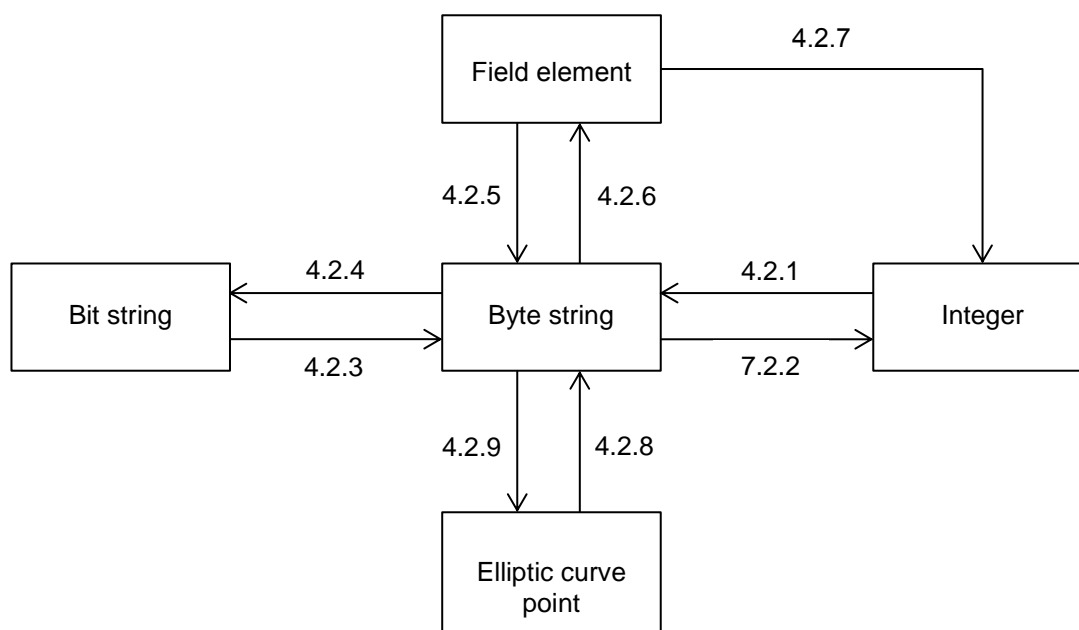 4.2.7
Field element
4.2.5
4.2.6
4.2.4
4.2.1
Bit string
Byte string
Integer
4.2.3
7.2.2
4.2.9
4.2.8
Elliptic curve
point